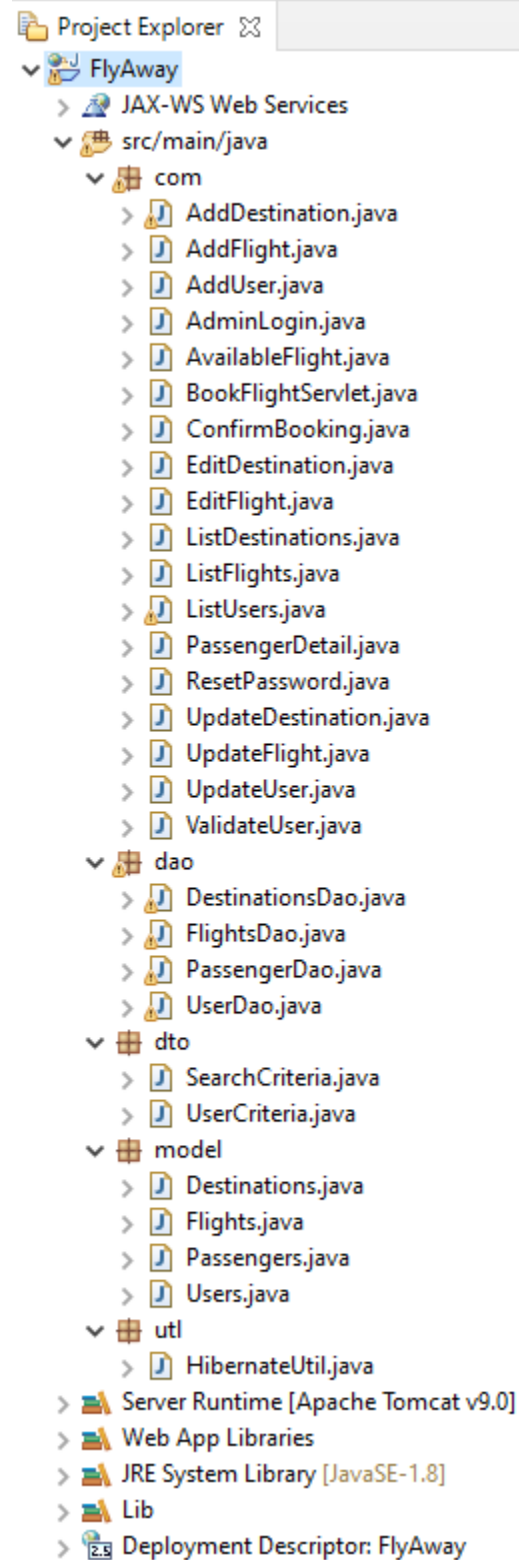 Project Explorer
FlyAway
JAX-WS Web Services
src/main/java
com
AddDestination.java
AddFlight.java
AddUser.java
AdminLogin.java
AvailableFlight.java
BookFlightServlet.java
ConfirmBooking.java
EditDestination.java
EditFlight.java
ListDestinations.java
ListFlights.java
ListUsers.java
PassengerDetail.java
ResetPassword.java
UpdateDestination.java
UpdateFlight.java
UpdateUser.java
ValidateUser.java
dao
DestinationsDao.java
FlightsDao.java
PassengerDao.java
UserDao.java
dto
SearchCriteria.java
UserCriteria.java
model
Destinations.java
Flights.java
Passengers.java
Users.java
utl
HibernateUtil.java
Server Runtime [Apache Tomcat v9.0]
Web App Libraries
JRE System Library [JavaSE-1.8]
Lib
2.5 Deployment Descriptor: FlyAway